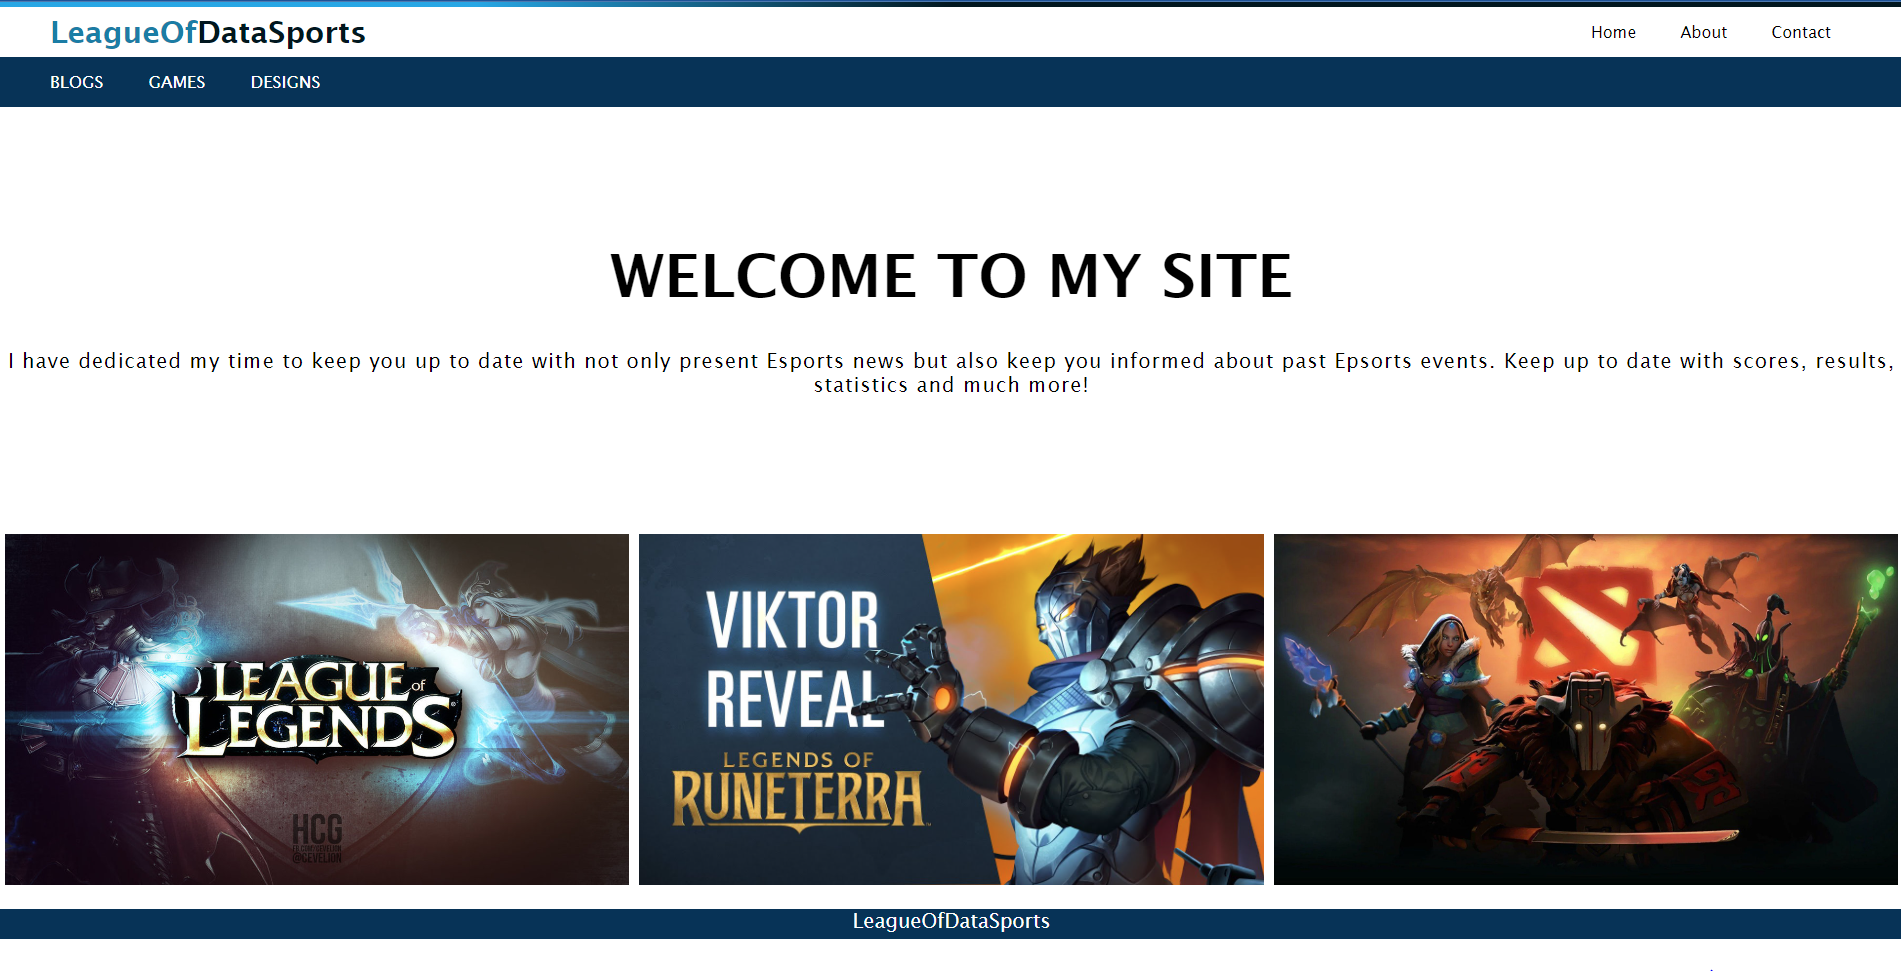 LeagueOfDataSports
Home About Contact
BLOGS GAMES DESIGNS
WELCOME TO MY SITE
I have dedicated my time to keep you up to date with not only present Esports news but also keep you informed about past Epsorts events. Keep up to date with scores, results,
statistics and much more!
LEAGUE of
LEGENDS
HCG
@CEVELION
VIKTOR
REVEAL
LEGENDS OF
RUNETERRA
LeagueOfDataSports